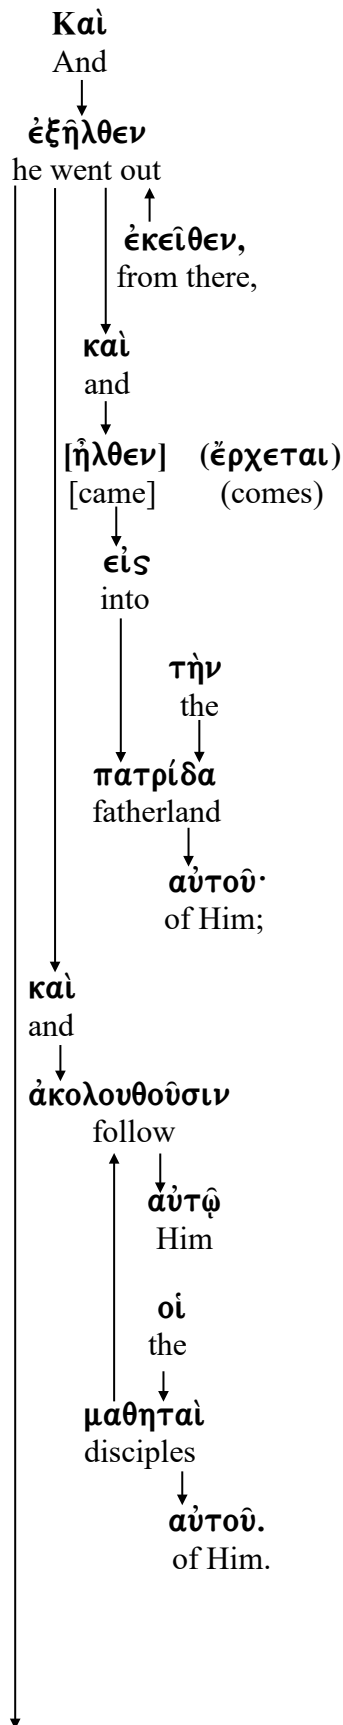 Καὶ
And
ἐξῆλθεν
he went out
ἐκεῖθεν,
from there,
καὶ
and
[ἦλθεν] (ἔρχεται)
[came] (comes)
εἰς
into
τὴν
the
πατρίδα
fatherland
αὐτοῦ·
of Him;
καὶ
and
ἀκολουθοῦσιν
follow
αὐτῷ
Him
οἱ
the
μαθηταὶ
disciples
αὐτοῦ.
of Him.